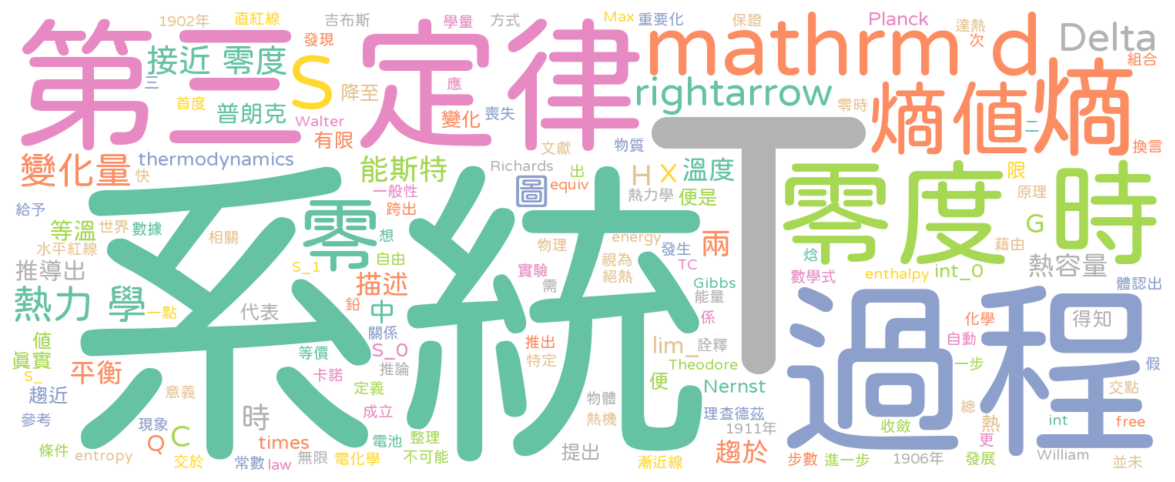 1902年 直紅線 吉布斯 學量 方式 Max 重要化 保證 Planck 達熱 次 Delta 組合
第三定律 mathrm d
接近 零度 S 發現 rightarrow 熵值 熵
三 首度 普朗克 降至 應 變化 喪失 零時 二
Walter 有限 文獻 物質 換言
變化量 thermodynamics 能斯特 Richards 出 equiv H X 溫度 T 零度時 限 原理
快 一般性 圖 熱力學 便是 G
給予 系統 零 跨出 過程
等溫 世界 數據 相關 想 自由 物理 energy 發生 兩 藉由
水平紅線 S_1 實驗 視為 絕熱 TC 焓 數學式 enthalpy int_0 熱容量
推導出 描述 鉛 需 Gibbs 能量 體認出
熱力 學 一點 代表 中 係 化學 得知
值 關係 lim_ 詮釋 自動
眞實 等價 S_0 推出 特定 Theodore 一步 假
S_ 平衡 卡諾 推論 便 Nernst 交點
趨近 意義 定義 物體 理查德茲 總
參考 現象 時 成立 熱機 1911年 收斂 熱 int free
條件 Q C times 電池 整理 趨於 更 William
entropy 交於 常數 law 無限 電化學 不可能 提出 漸近線 步數 進一步 1906年 發展 並未